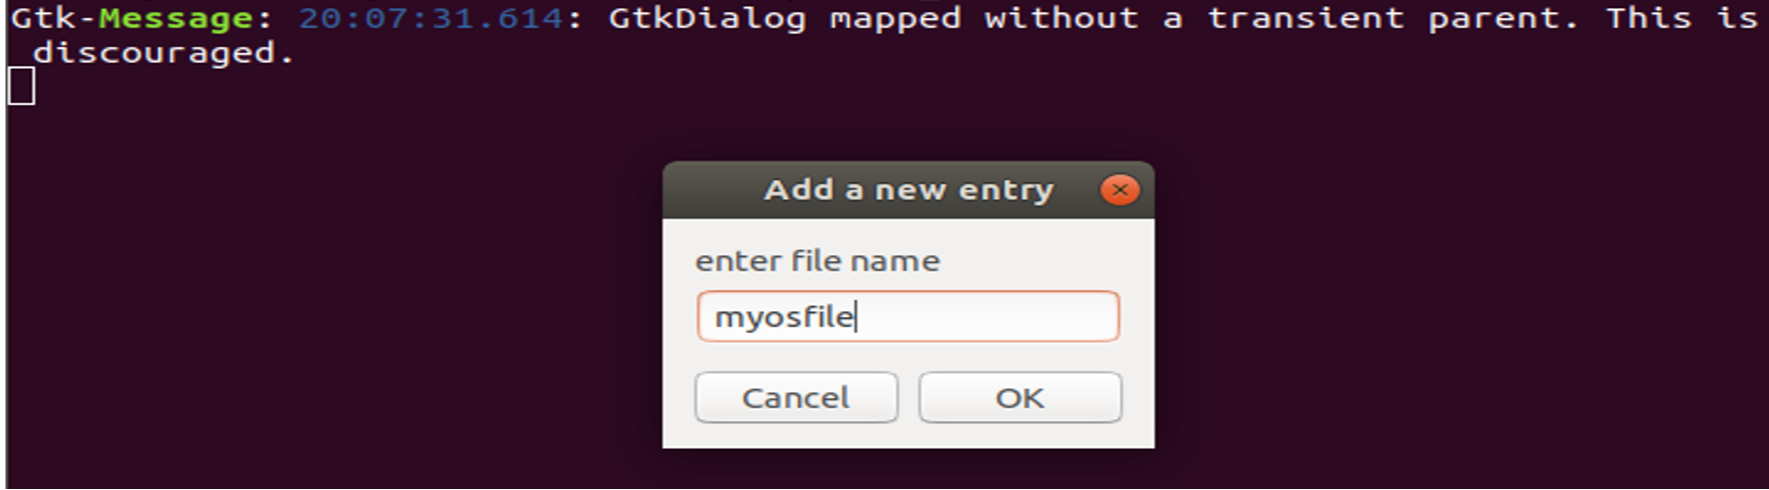 Gtk-Message: 20:07:31.614: GtkDialog mapped without a transient parent. This is
discouraged.
Add a new entry
enter file name
myosfile
Cancel OK